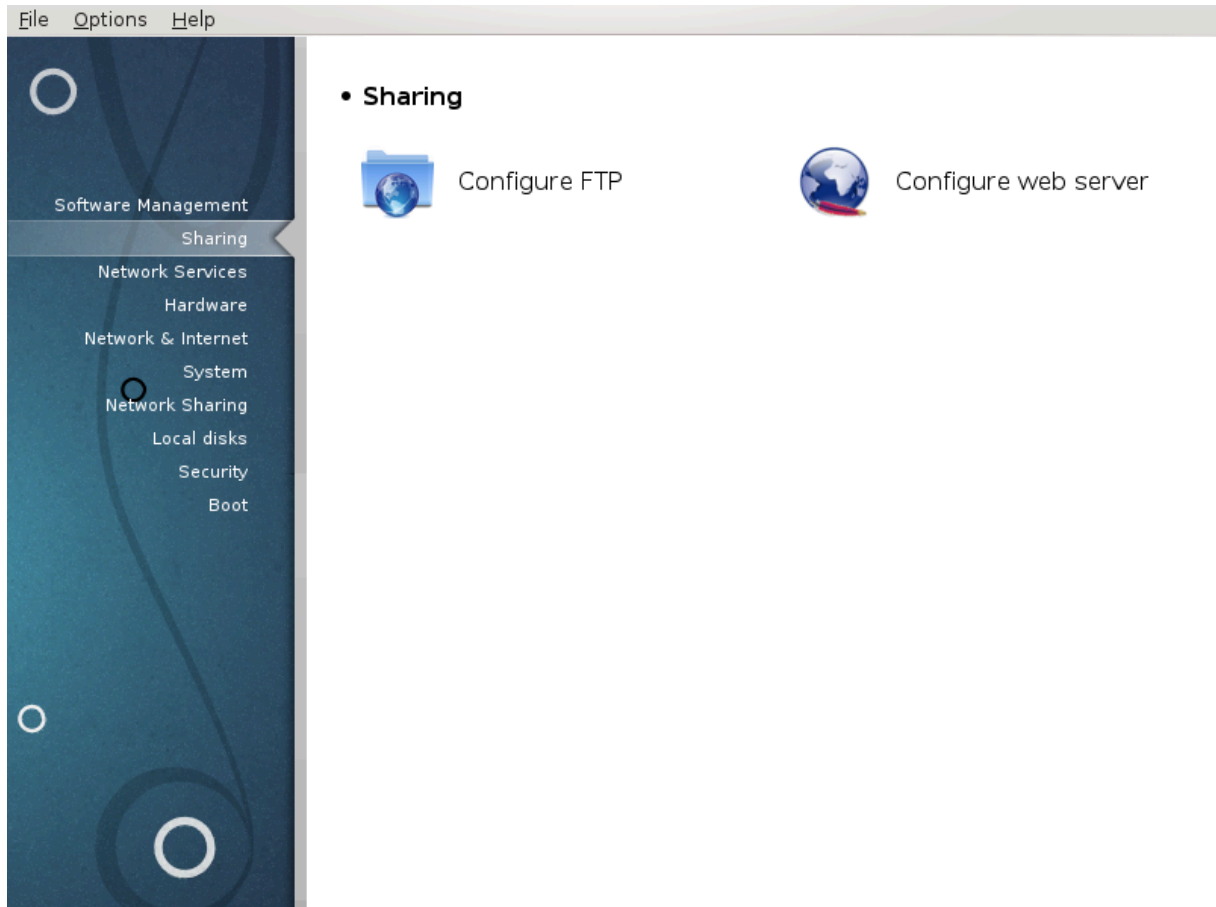 File Options Help
• Sharing
Configure FTP
Configure web server
Software Management
Sharing
Network Services
Hardware
Network & Internet
System
Network Sharing
Local disks
Security
Boot